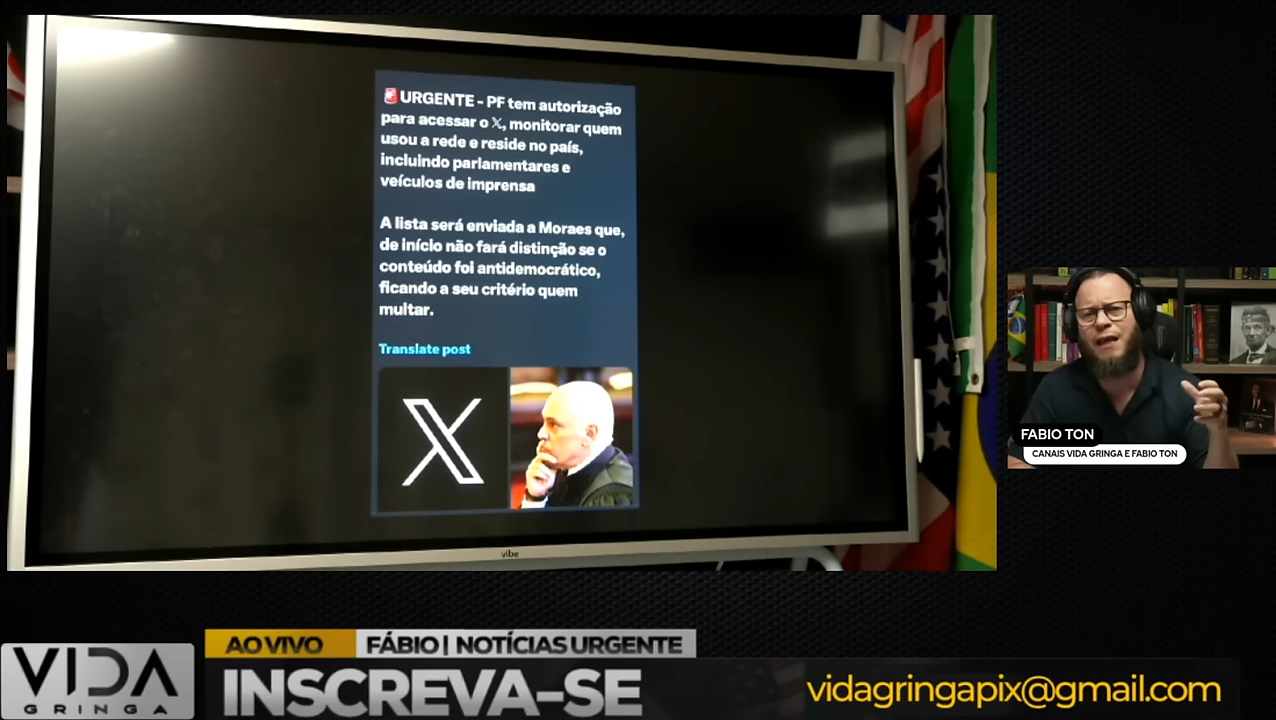 🚨URGENTE - PF tem autorização
para acessar o 𝕏, monitorar quem
usou a rede e reside no país,
incluindo parlamentares e
veículos de imprensa
A lista será enviada a Moraes que,
de início não fará distinção se o
conteúdo foi antidemocrático,
ficando a seu critério quem
multar.
Translate post
vibe
FABIO TON
CANAIS VIDA GRINGA E FABIO TON
AO VIVO
FÁBIO | NOTÍCIAS URGENTE
VIDA
GRINGA
INSCREVA-SE
vidagringapix@gmail.com